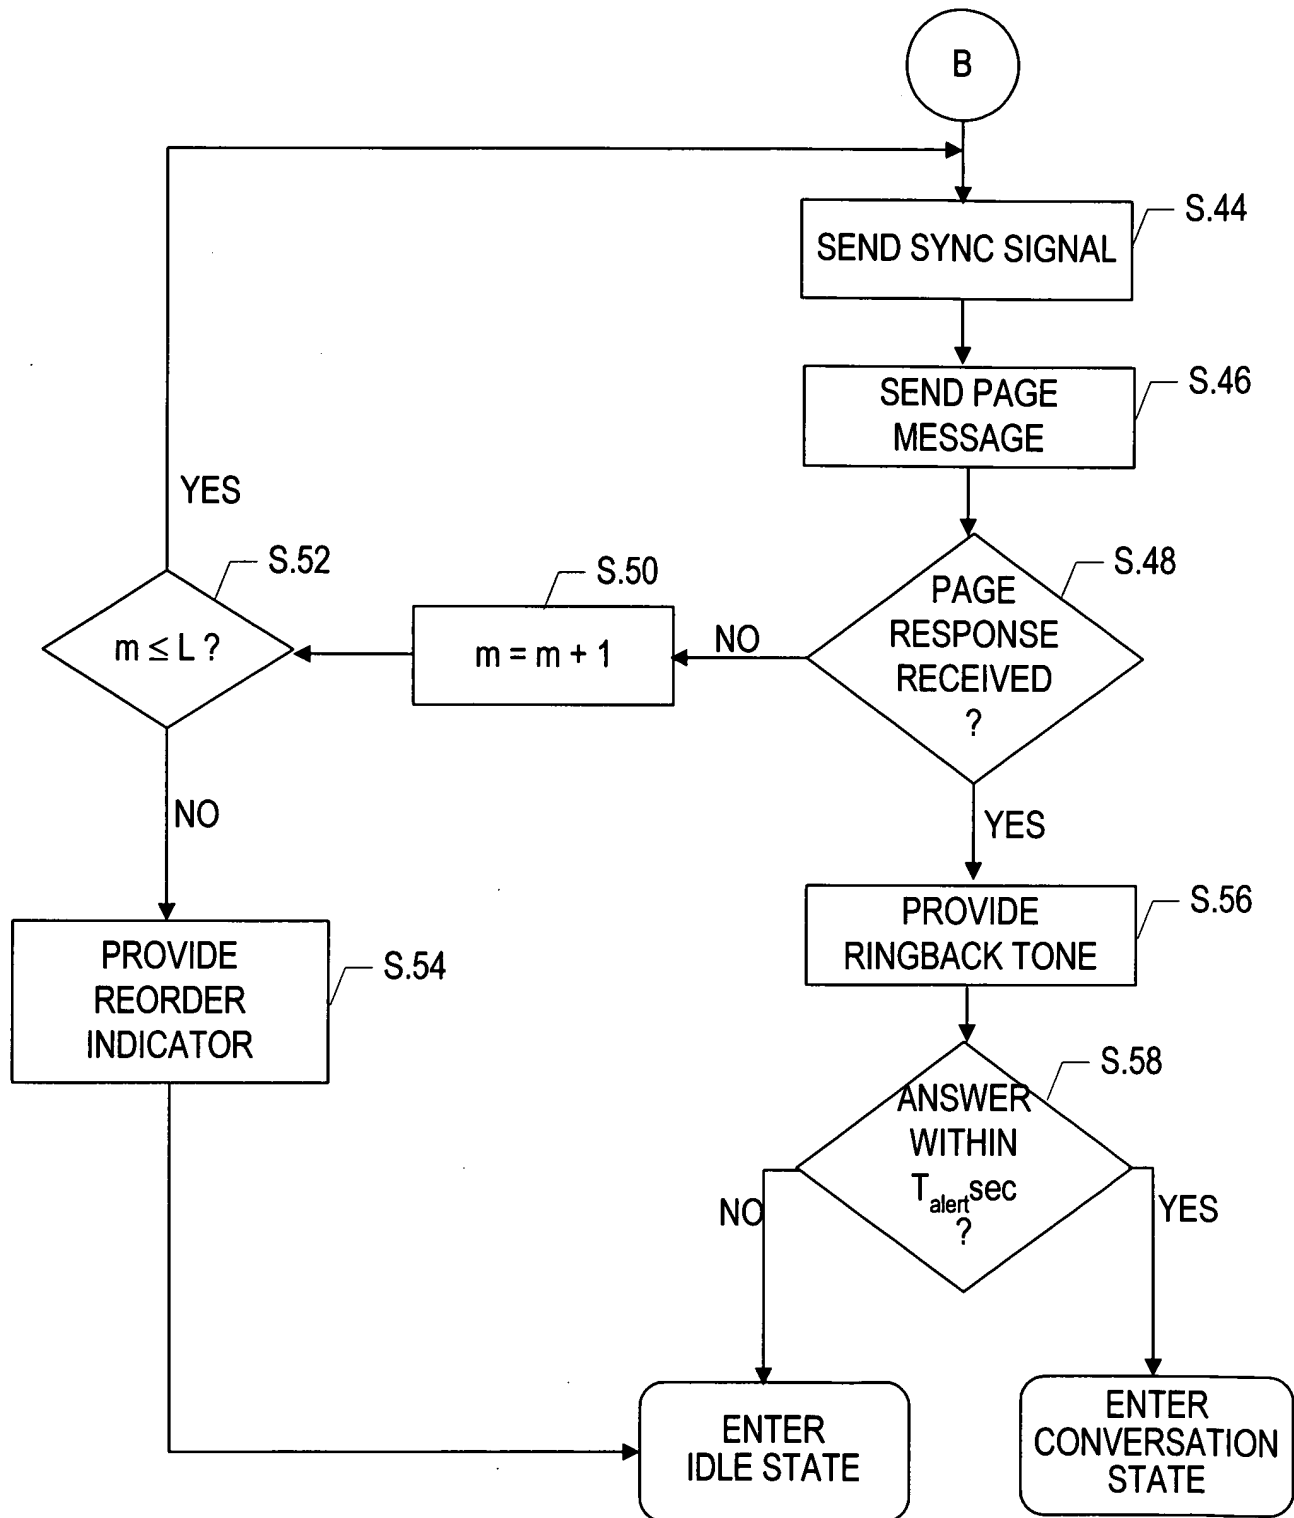 B
S.44
SEND SYNC SIGNAL
S.46
SEND PAGE
MESSAGE
YES
S.52
S.50
S.48
m ≤ L ?
m = m + 1
NO
PAGE
RESPONSE
RECEIVED
?
NO
YES
PROVIDE
REORDER
INDICATOR
S.54
PROVIDE
RINGBACK TONE
S.56
S.58
ANSWER
WITHIN
Talert sec
?
NO
YES
ENTER
IDLE STATE
ENTER
CONVERSATION
STATE